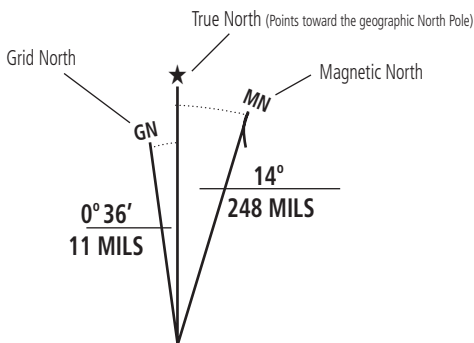 True North (Points toward the geographic North Pole)
Grid North
Magnetic North
GN
MN
14º
248 MILS
0º 36’
11 MILS